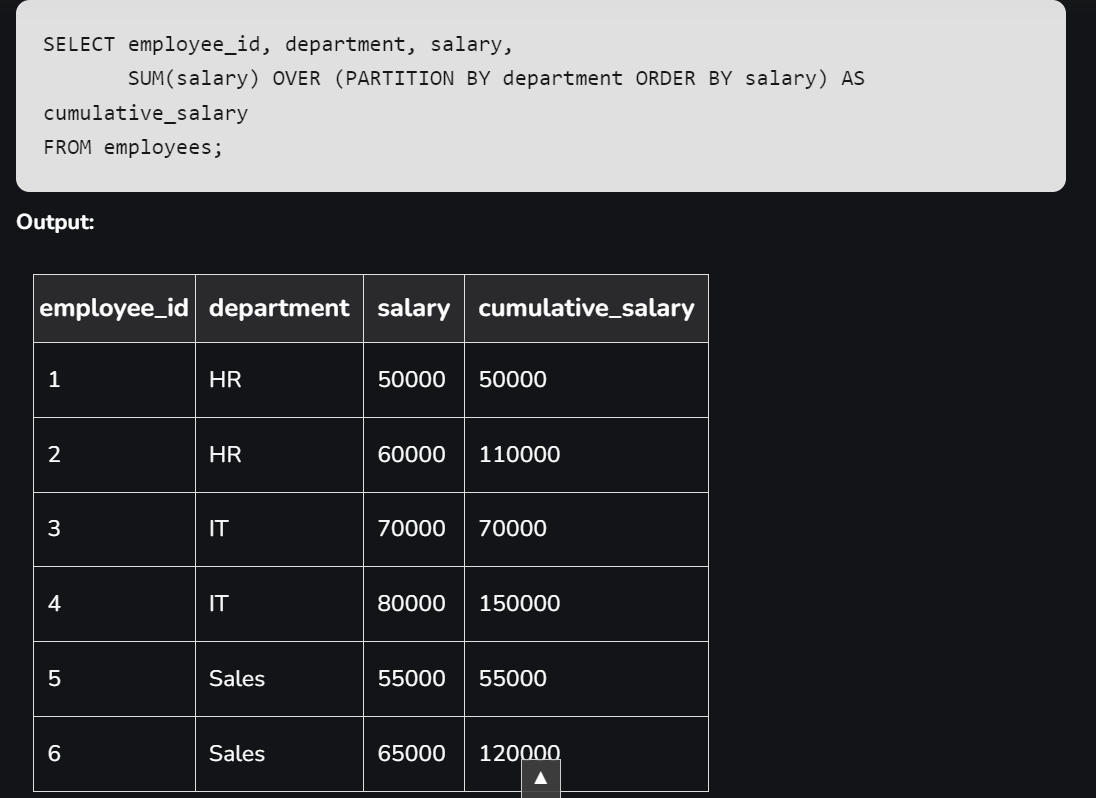 SELECT employee_id, department, salary,
SUM(salary) OVER (PARTITION BY department ORDER BY salary) AS
cumulative_salary
FROM employees;
Output:
employee_id department salary cumulative_salary
1 HR 50000 50000
2 HR 60000 110000
3 IT 70000 70000
4 IT 80000 150000
5 Sales 55000 55000
6 Sales 65000 120000